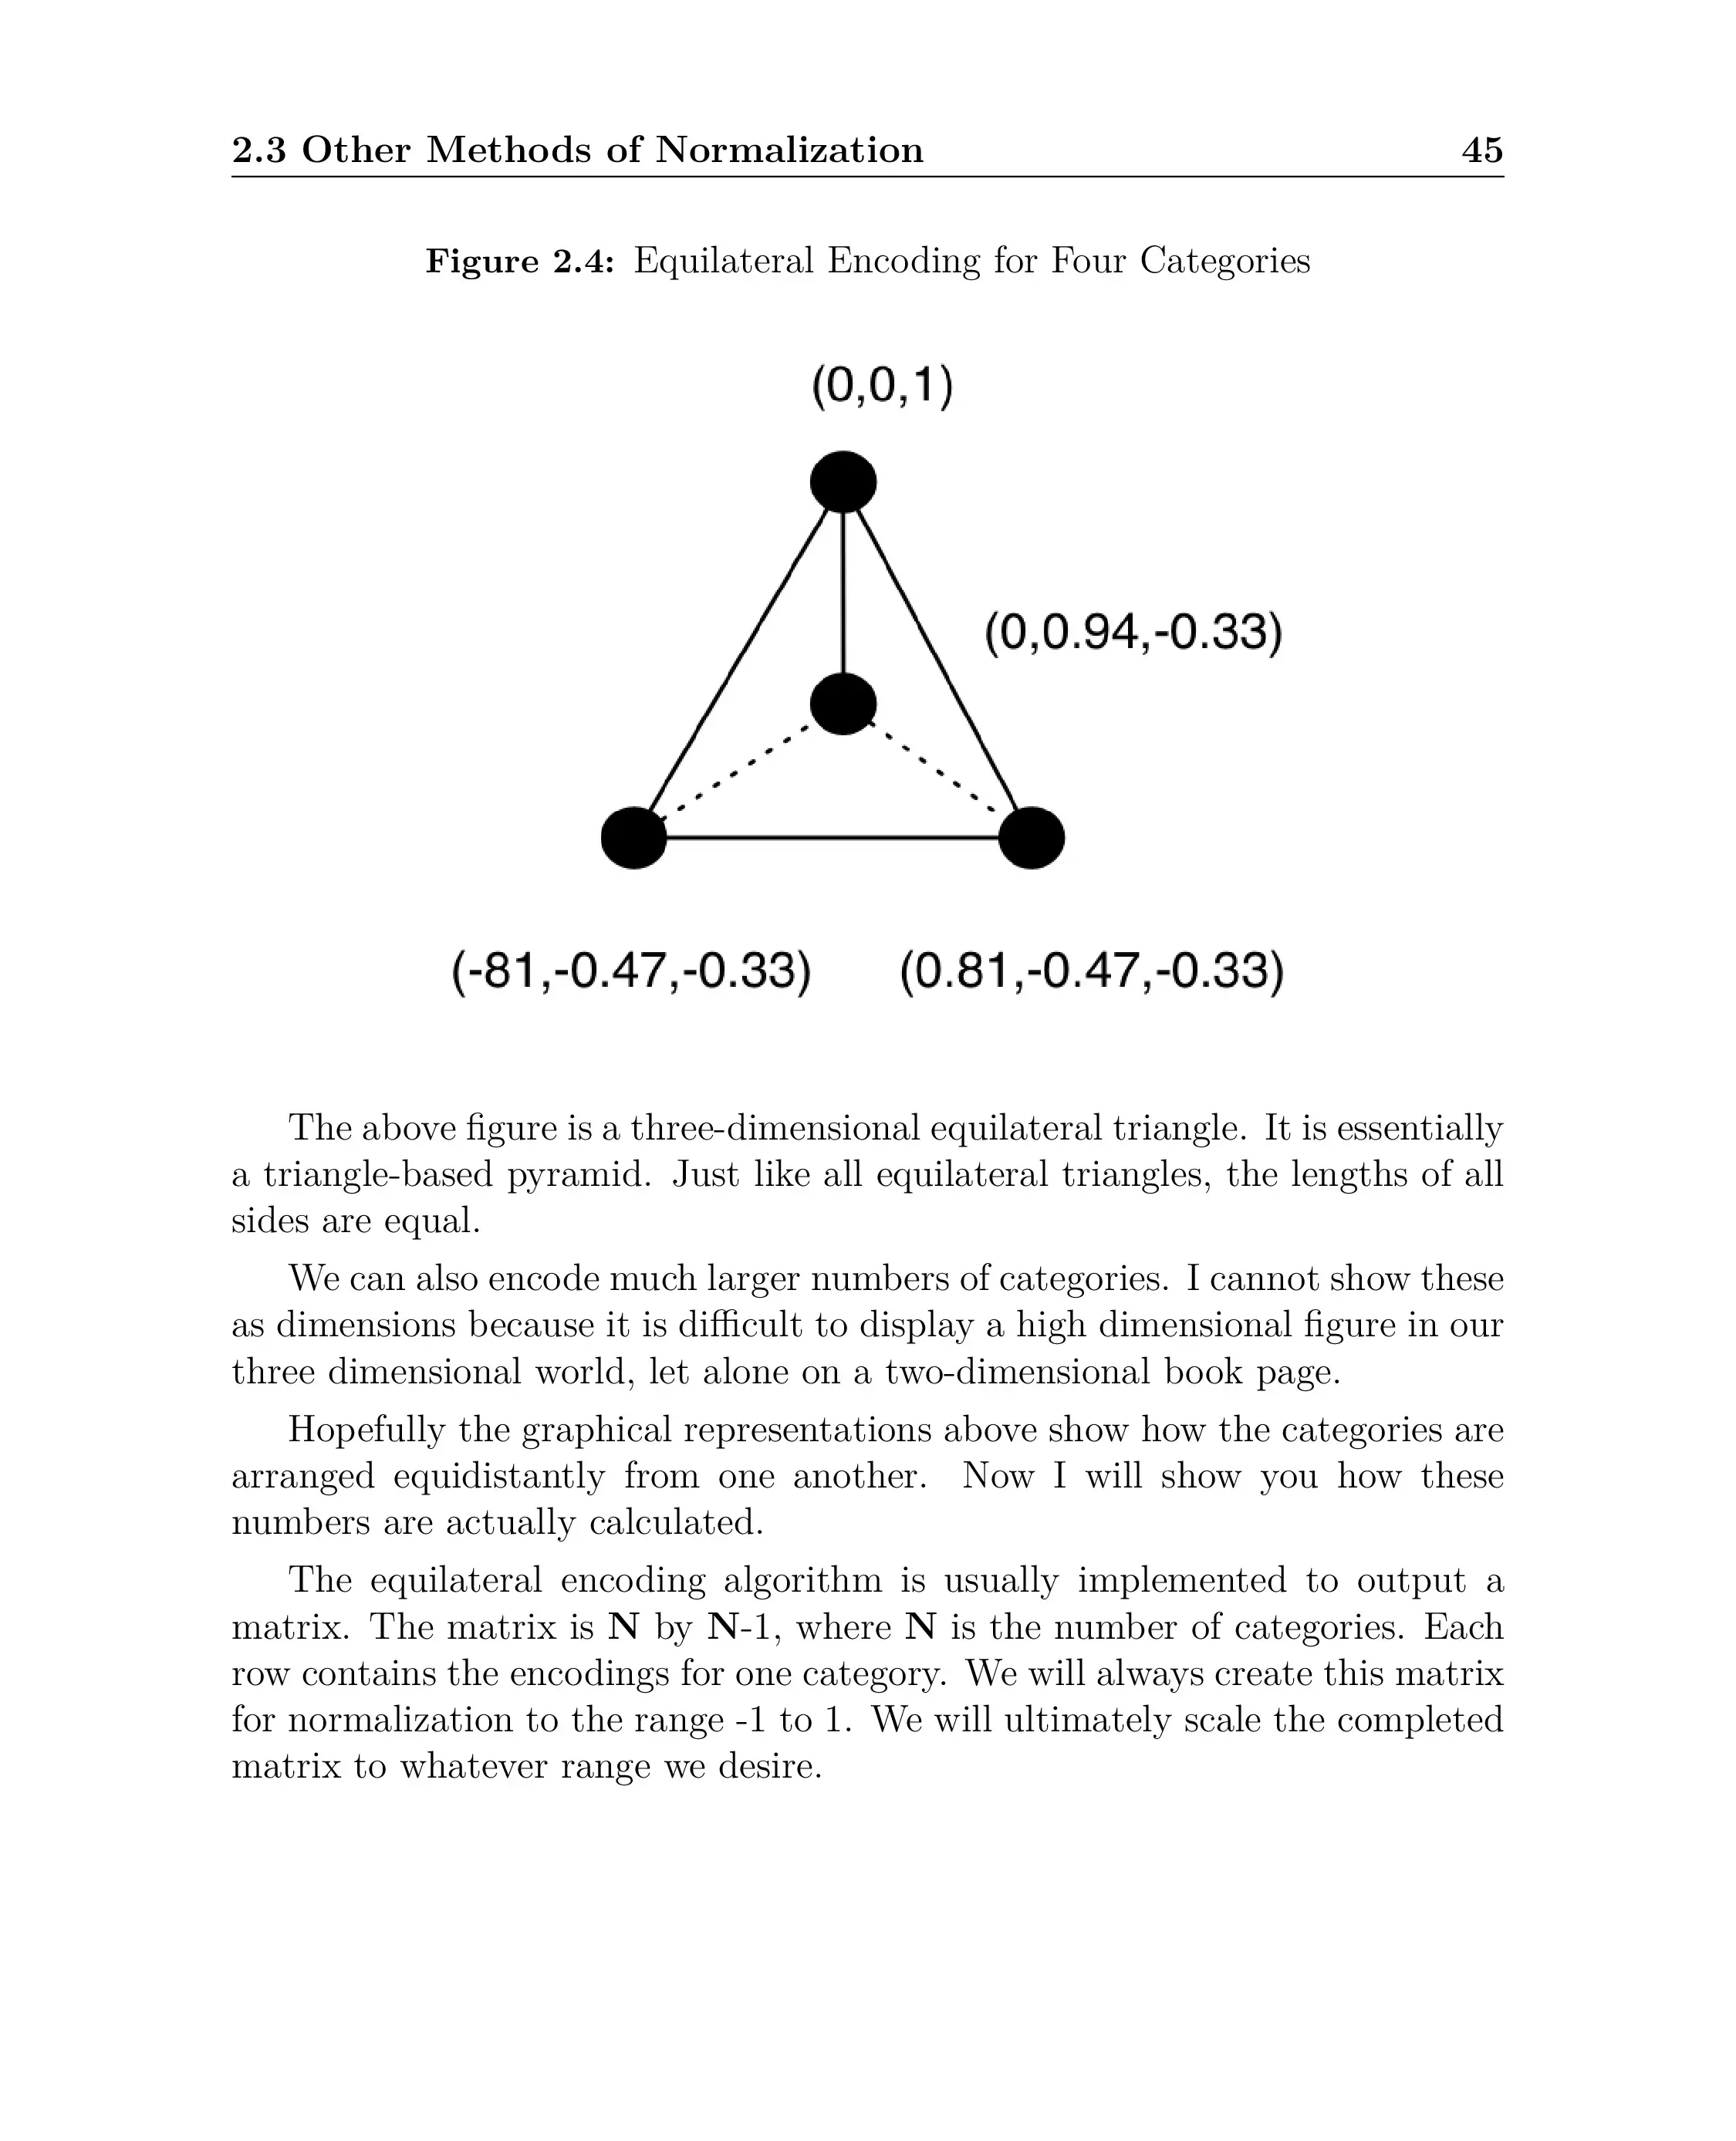 2.3 Other Methods of Normalization 45
Figure 2.4: Equilateral Encoding for Four Categories
(0,0,1)
(0,0.94,-0.33)
(-81,-0.47,-0.33) (0.81,-0.47,-0.33)
The above figure is a three-dimensional equilateral triangle. It is essentially
a triangle-based pyramid. Just like all equilateral triangles, the lengths of all
sides are equal.
We can also encode much larger numbers of categories. I cannot show these
as dimensions because it is difficult to display a high dimensional figure in our
three dimensional world, let alone on a two-dimensional book page.
Hopefully the graphical representations above show how the categories are
arranged equidistantly from one another. Now I will show you how these
numbers are actually calculated.
The equilateral encoding algorithm is usually implemented to output a
matrix. The matrix is N by N-1, where N is the number of categories. Each
row contains the encodings for one category. We will always create this matrix
for normalization to the range -1 to 1. We will ultimately scale the completed
matrix to whatever range we desire.